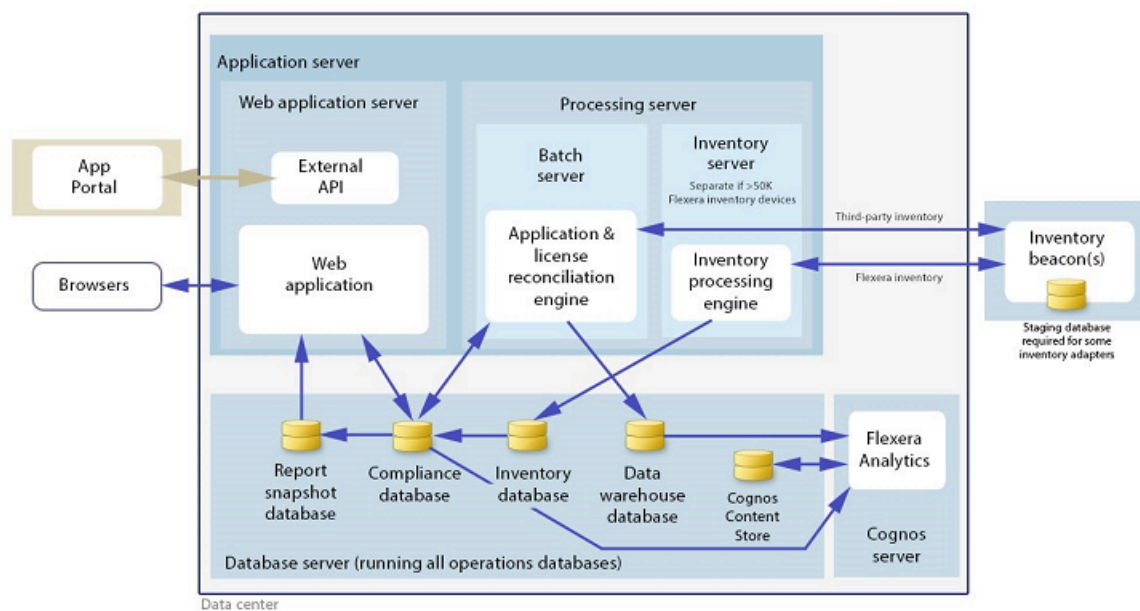 Application server
Web application server
Processing server
App
Portal
External
API
Batch
server
Inventory
server
Separate if >50K
Flexera inventory devices
Browsers
Web
application
Application &
license
reconciliation
engine
Inventory
processing
engine
Third-party inventory
Flexera inventory
Inventory
beacon(s)
Staging database
required for some
inventory adapters
Report
snapshot
database
Compliance
database
Inventory
database
Data
warehouse
database
Cognos
Content
Store
Flexera
Analytics
Cognos
server
Database server (running all operations databases)
Data center